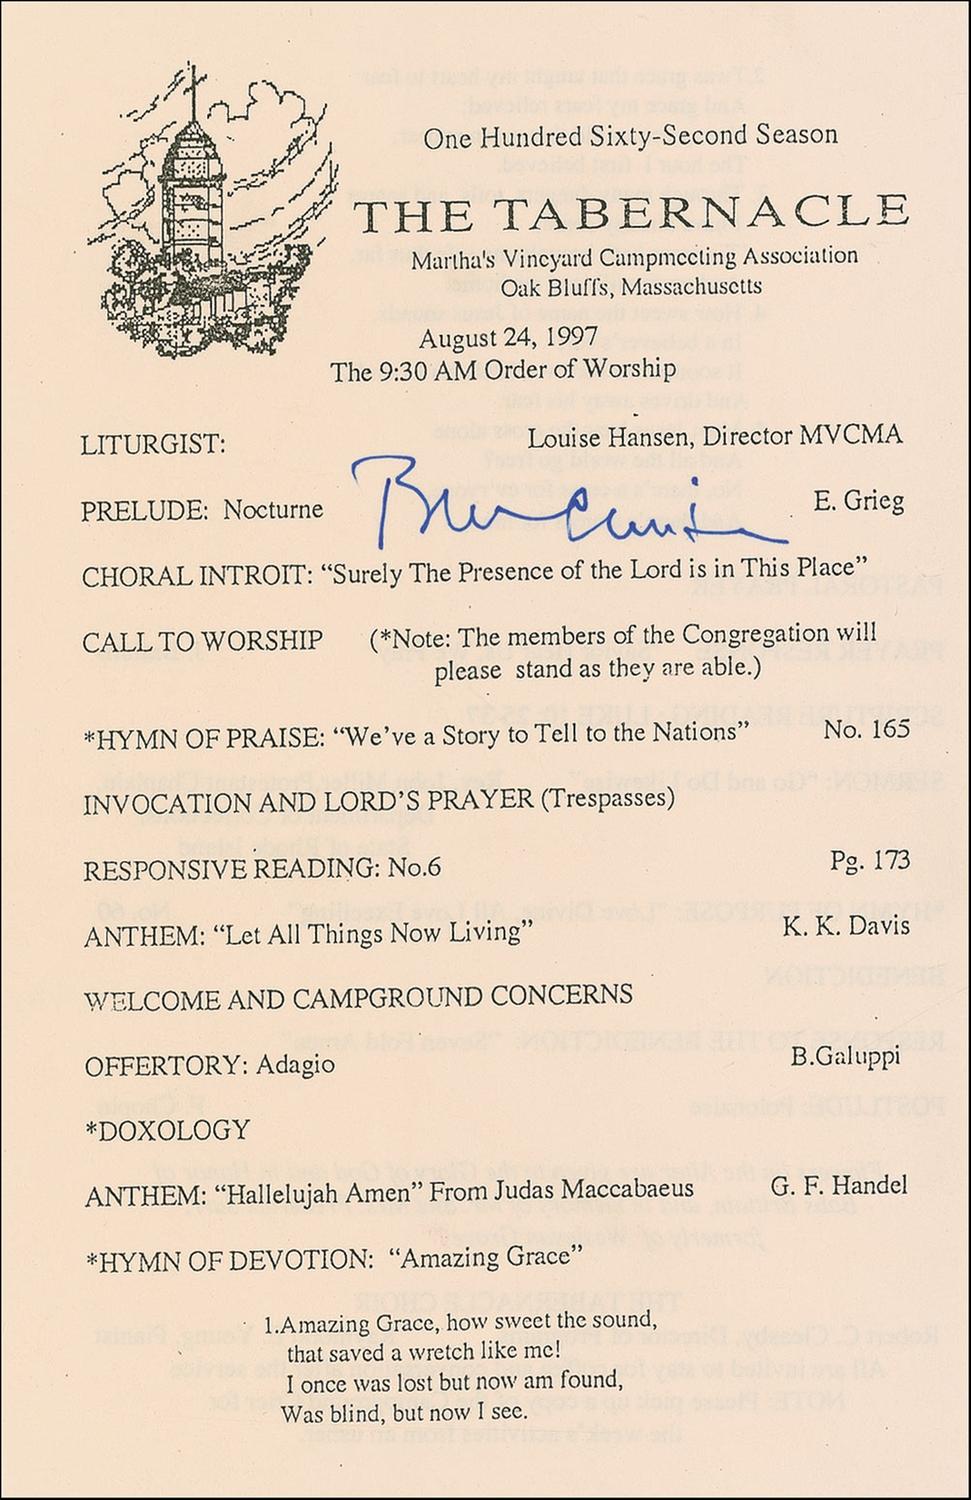 One Hundred Sixty-Second Season
THE TABERNACLE
Martha's Vineyard Campmeeting Association
Oak Bluffs, Massachusetts
August 24, 1997
The 9:30 AM Order of Worship
LITURGIST: Louise Hansen, Director MVCMA
PRELUDE: Nocturne E. Grieg
Bill Clinton
CHORAL INTROIT: “Surely The Presence of the Lord is in This Place”
CALL TO WORSHIP (*Note: The members of the Congregation will
please stand as they are able.)
*HYMN OF PRAISE: “We've a Story to Tell to the Nations” No. 165
INVOCATION AND LORD'S PRAYER (Trespasses)
RESPONSIVE READING: No.6 Pg. 173
ANTHEM: “Let All Things Now Living” K. K. Davis
WELCOME AND CAMPGROUND CONCERNS
OFFERTORY: Adagio B.Galuppi
*DOXOLOGY
ANTHEM: “Hallelujah Amen” From Judas Maccabaeus G. F. Handel
*HYMN OF DEVOTION: “Amazing Grace”
1.Amazing Grace, how sweet the sound,
that saved a wretch like me!
I once was lost but now am found,
Was blind, but now I see.